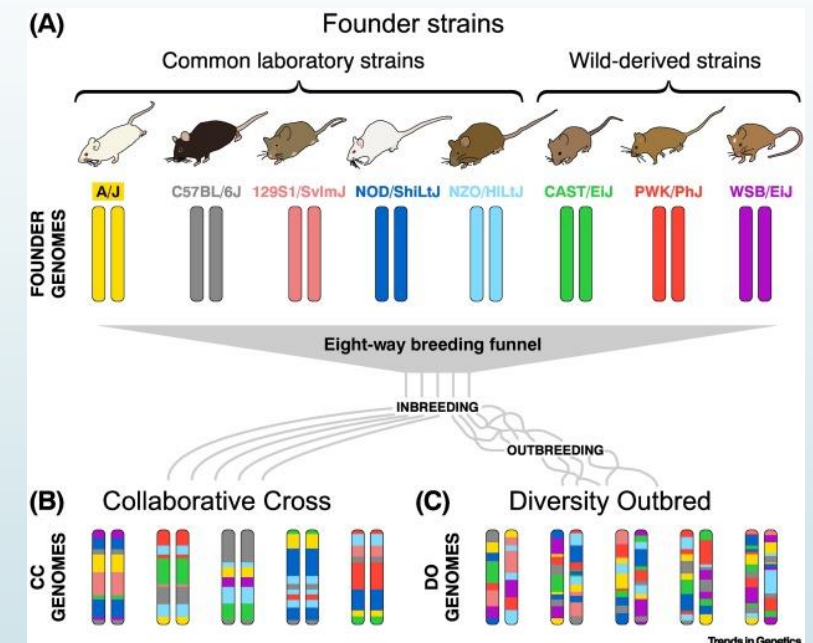 (A)
Founder strains
Common laboratory strains
Wild-derived strains
A/J
C57BL/6J
129S1/SvlmJ
NOD/ShiLtJ
NZO/HILtJ
CAST/EiJ
PWK/PhJ
WSB/EiJ
FOUNDER
GENOMES
Eight-way breeding funnel
INBREEDING
OUTBREEDING
(B)
Collaborative Cross
(C)
Diversity Outbred
CC
GENOMES
DO
GENOMES
Trends in Genetics